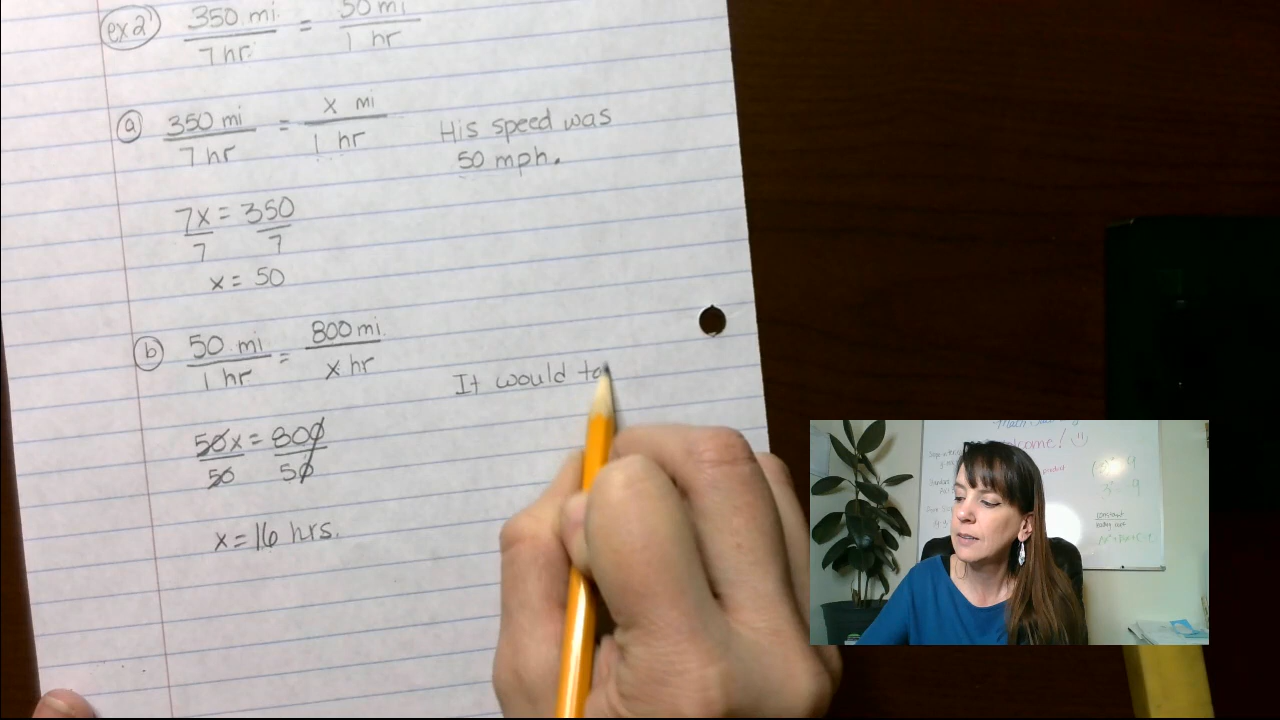 ex2 350 mi / 7 hr. = 50 mi / 1 hr
a 350 mi / 7 hr = x mi / 1 hr
His speed was
50 mph.
7x = 350
7 7
x = 50
b 50 mi / 1 hr = 800 mi. / x hr
It would ta
50x = 800
50 50
x = 16 hrs.